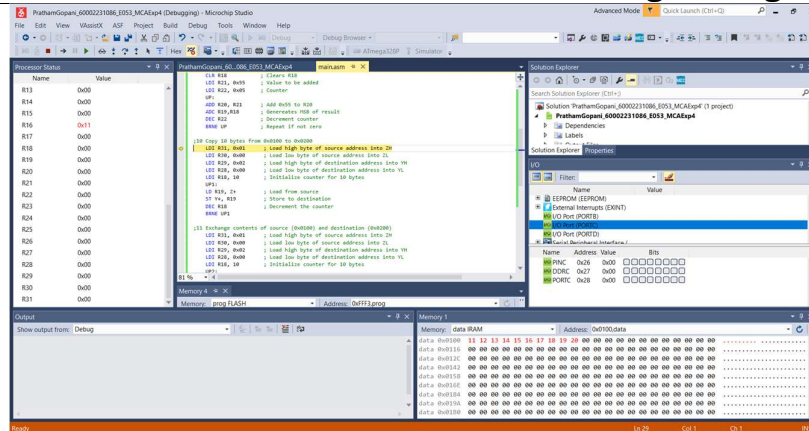 PrathamGopani_60002231086_E053_MCAExp4 (Debugging) - Microchip Studio
Advanced Mode
Quick Launch (Ctrl+Q)
File Edit View VAssistX ASF Project Build Debug Tools Window Help
Debug
Debug Browser
Hex
ATmega328P
Simulator
Processor Status
Name Value
R13 0x00
R14 0x00
R15 0x00
R16 0x11
R17 0x00
R18 0x00
R19 0x00
R20 0x00
R21 0x00
R22 0x00
R23 0x00
R24 0x00
R25 0x00
R26 0x00
R27 0x00
R28 0x00
R29 0x00
R30 0x00
R31 0x00
PrathamGopani_60...086_E053_MCAExp4
main.asm
CLR R18 ; Clears R18
LDI R21, 0x55 ; Value to be added
LDI R22, 0x05 ; Counter
UP:
ADD R20, R21 ; Add 0x55 to R20
ADC R19,R18 ; Genereates MSB of result
DEC R22 ; Decrement counter
BRNE UP ; Repeat if not zero
;10 Copy 10 bytes from 0x0100 to 0x0200
LDI R31, 0x01 ; Load high byte of source address into ZH
LDI R30, 0x00 ; Load low byte of source address into ZL
LDI R29, 0x02 ; Load high byte of destination address into YH
LDI R28, 0x00 ; Load low byte of destination address into YL
LDI R18, 10 ; Initialize counter for 10 bytes
UP1:
LD R19, Z+ ; Load from source
ST Y+, R19 ; Store to destination
DEC R18 ; Decrement the counter
BRNE UP1
;11 Exchange contents of source (0x0100) and destination (0x0200)
LDI R31, 0x01 ; Load high byte of source address into ZH
LDI R30, 0x00 ; Load low byte of source address into ZL
LDI R29, 0x02 ; Load high byte of destination address into YH
LDI R28, 0x00 ; Load low byte of destination address into YL
LDI R18, 10 ; Initialize counter for 10 bytes
UP2:
81 %
Memory 4
Memory: prog FLASH Address: 0xFFF3,prog
Solution Explorer
Search Solution Explorer (Ctrl+;)
Solution 'PrathamGopani_60002231086_E053_MCAExp4' (1 project)
PrathamGopani_60002231086_E053_MCAExp4
Dependencies
Labels
Output Files
Solution Explorer Properties
I/O
Filter:
Name Value
EEPROM (EEPROM)
External Interrupts (EXINT)
I/O Port (PORTB)
I/O Port (PORTC)
I/O Port (PORTD)
Serial Peripheral Interface (
Name Address Value Bits
PINC 0x26 0x00
DDRC 0x27 0x00
PORTC 0x28 0x00
Output
Show output from: Debug
Memory 1
Memory: data IRAM Address: 0x0100,data
data 0x0100 11 12 13 14 15 16 17 18 19 20 00 00 00 00 00 00 00 00 00 00 00 00
data 0x0116 00 00 00 00 00 00 00 00 00 00 00 00 00 00 00 00 00 00 00 00 00 00
data 0x012C 00 00 00 00 00 00 00 00 00 00 00 00 00 00 00 00 00 00 00 00 00 00
data 0x0142 00 00 00 00 00 00 00 00 00 00 00 00 00 00 00 00 00 00 00 00 00 00
data 0x0158 00 00 00 00 00 00 00 00 00 00 00 00 00 00 00 00 00 00 00 00 00 00
data 0x016E 00 00 00 00 00 00 00 00 00 00 00 00 00 00 00 00 00 00 00 00 00 00
data 0x0184 00 00 00 00 00 00 00 00 00 00 00 00 00 00 00 00 00 00 00 00 00 00
data 0x019A 00 00 00 00 00 00 00 00 00 00 00 00 00 00 00 00 00 00 00 00 00 00
data 0x01B0 00 00 00 00 00 00 00 00 00 00 00 00 00 00 00 00 00 00 00 00 00 00
Ready
Ln 29 Col 1 Ch 1 IN